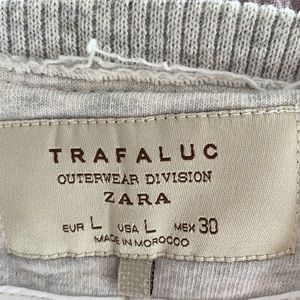 TRAFALUC
OUTERWEAR DIVISION
ZARA
EUR L USA L MEX 30
MADE IN MOROCCO